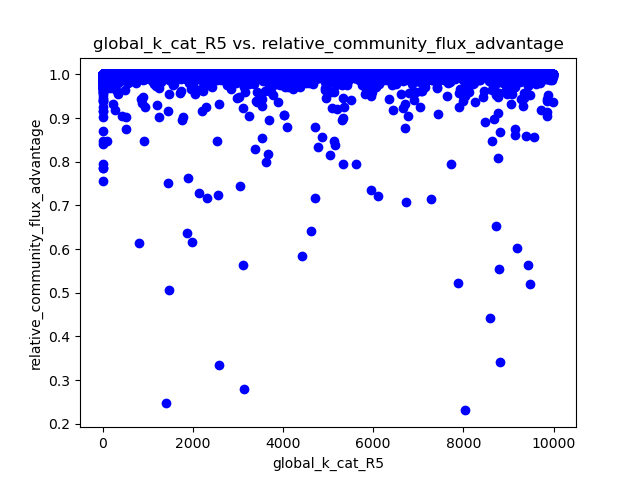 global_k_cat_R5 vs. relative_community_flux_advantage
1.0
0.9
0.8
0.7
0.6
0.5
0.4
0.3
0.2
relative_community_flux_advantage
0 2000 4000 6000 8000 10000
global_k_cat_R5